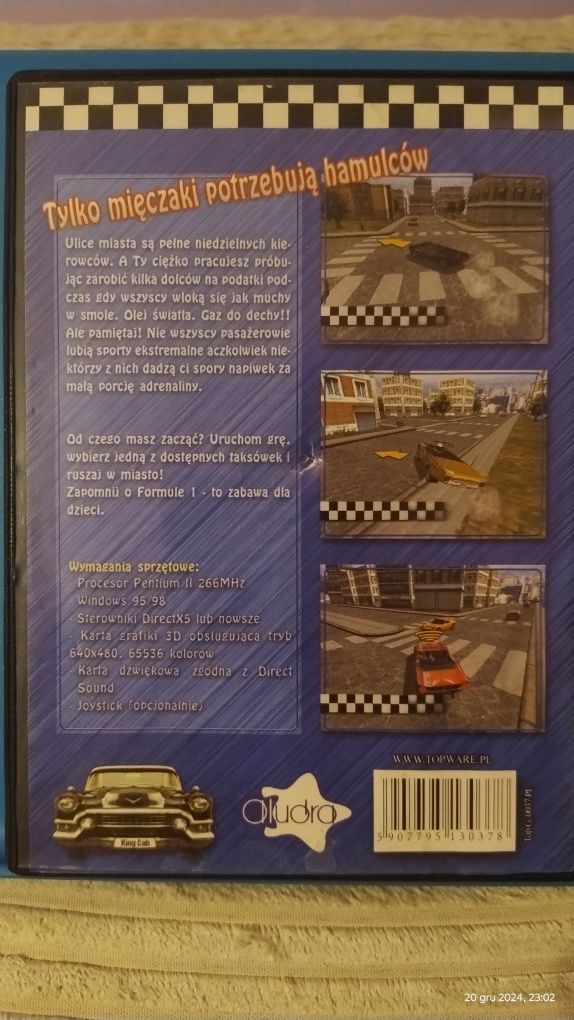 Tylko mięczaki potrzebują hamulców
Ulice miasta są pełne niedzielnych kie-
rowców. A Ty ciężko pracujesz próbu-
jąc zarobić kilka dolców na podatki pod-
czas gdy wszyscy wloką się jak muchy
w smole. Olej światła. Gaz do dechy!!
Ale pamiętaj! Nie wszyscy pasażerowie
lubią sporty ekstremalne aczkolwiek nie-
którzy z nich dadzą ci spory napiwek za
małą porcję adrenaliny.
Od czego masz zacząć? Uruchom grę,
wybierz jedną z dostępnych taksówek i
ruszaj w miasto!
Zapomnij o Formule 1 - to zabawa dla
dzieci.
Wymagania sprzętowe:
- Procesor Pentium II 266MHz
- Windows 95/98
- Sterowniki DirectX5 lub nowsze
- Karta grafiki 3D obsługująca tryb
640x480, 65536 kolorów
- Karta dźwiękowa zgodna z Direct
Sound
- Joystick (opcjonalnie)
WWW.TOPWARE.PL
King Cab
aludra
5 907795 130378
TopG.0037.PL
20 gru 2024, 23:02